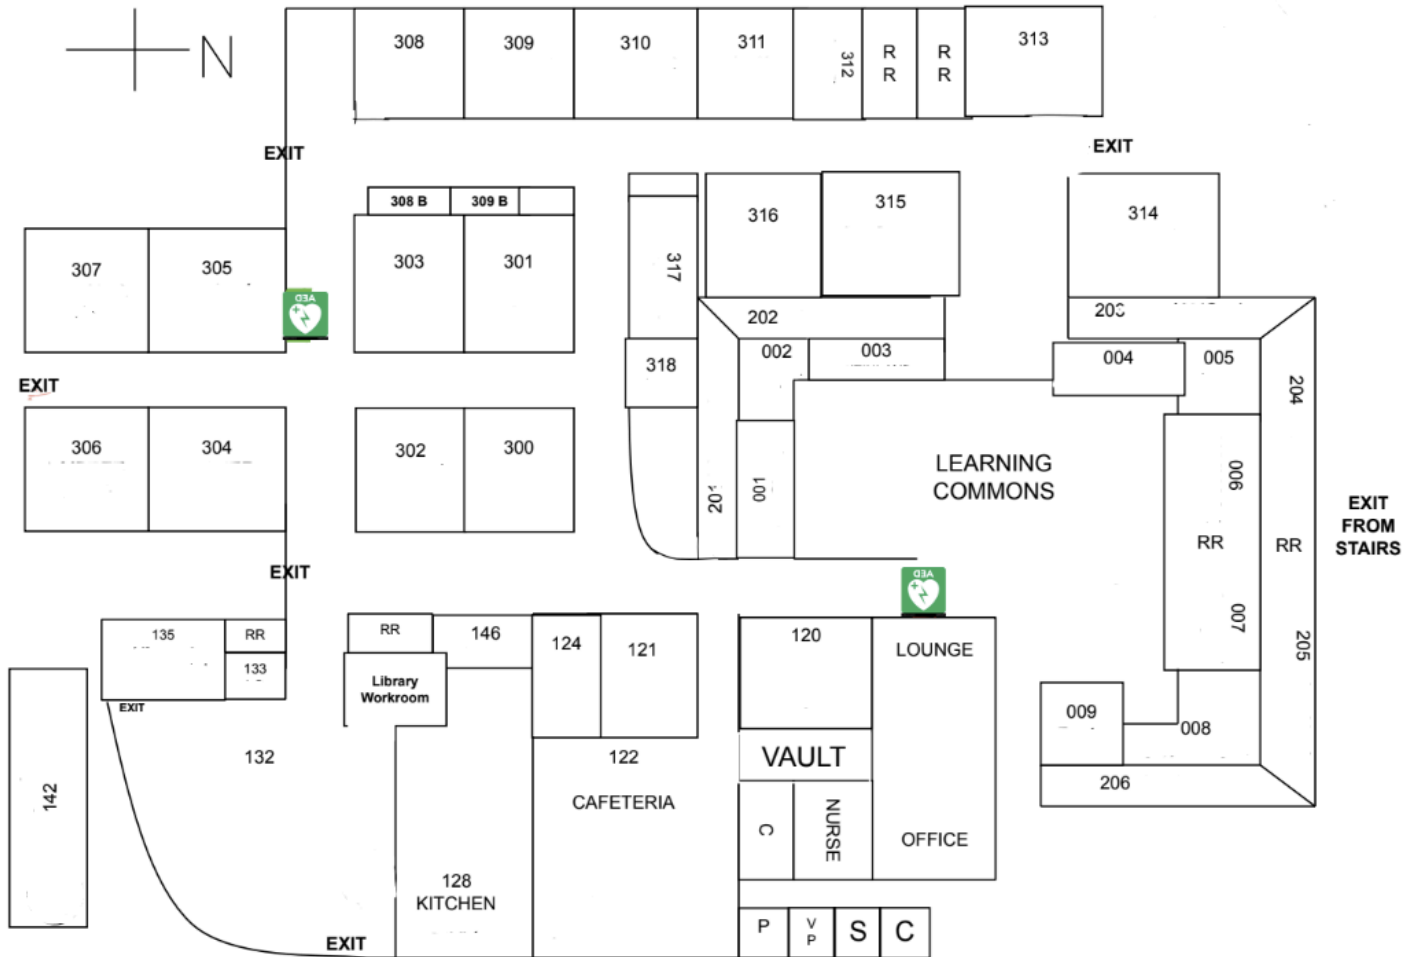 N
308
309
310
311
312
R
R
R
R
313
EXIT
EXIT
308 B
309 B
307
305
AED
303
301
317
316
315
314
202
203
002
003
004
005
318
EXIT
204
306
304
302
300
201
001
LEARNING
COMMONS
006
RR
RR
EXIT
FROM
STAIRS
EXIT
AED
007
205
135
RR
133
EXIT
RR
146
124
121
120
LOUNGE
Library
Workroom
009
008
132
122
VAULT
206
142
CAFETERIA
C
NURSE
OFFICE
128
KITCHEN
EXIT
P
V
P
S
C